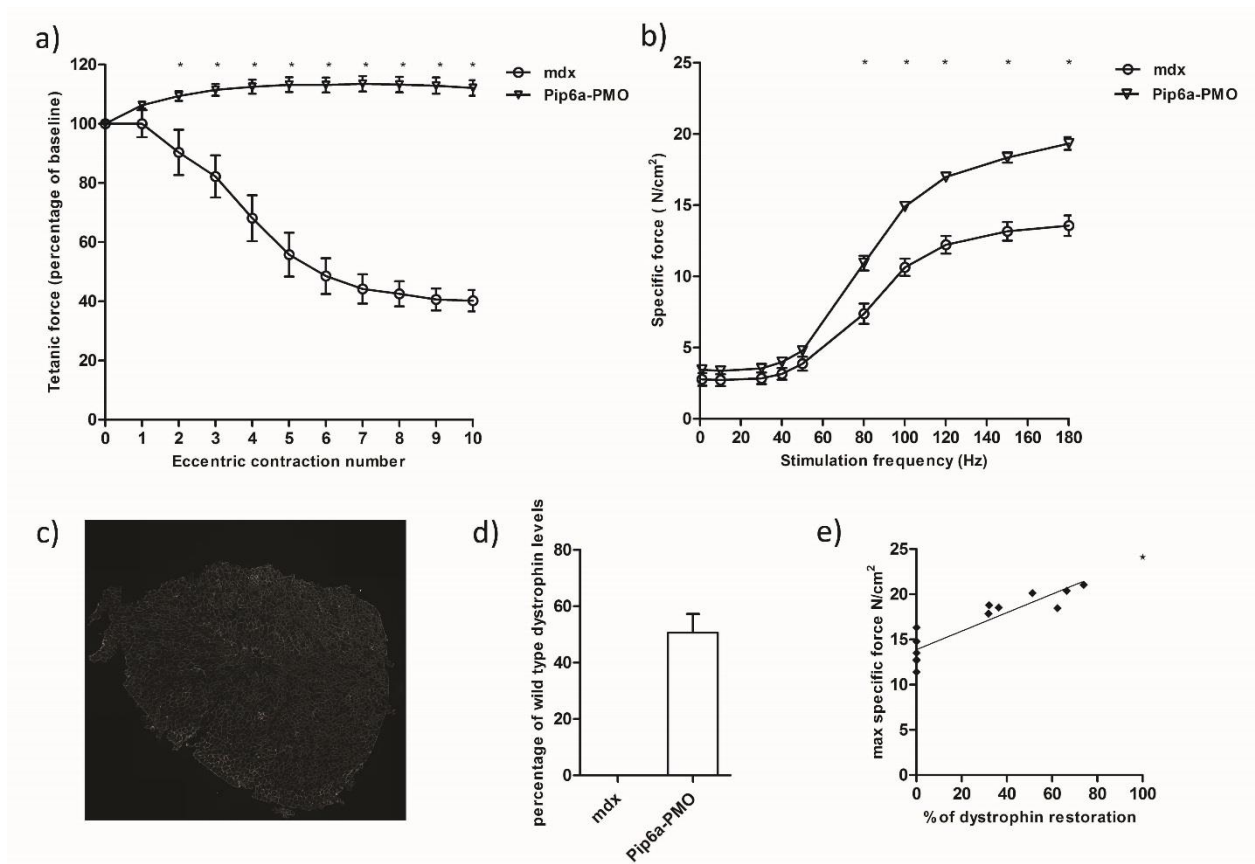 a)
* * * * * * * * *
120
100
80
60
40
20
0
0 1 2 3 4 5 6 7 8 9 10
Tetanic force (percentage of baseline)
Eccentric contraction number
mdx
Pip6a-PMO
b)
* * * * *
25
20
15
10
5
0
0 20 40 60 80 100 120 140 160 180
Specific force ( N/cm²)
Stimulation frequency (Hz)
mdx
Pip6a-PMO
c)
d)
percentage of wild type dystrophin levels
80
60
40
20
0
mdx
Pip6a-PMO
e)
*
25
20
15
10
5
0
0 20 40 60 80 100
max specific force N/cm²
% of dystrophin restoration